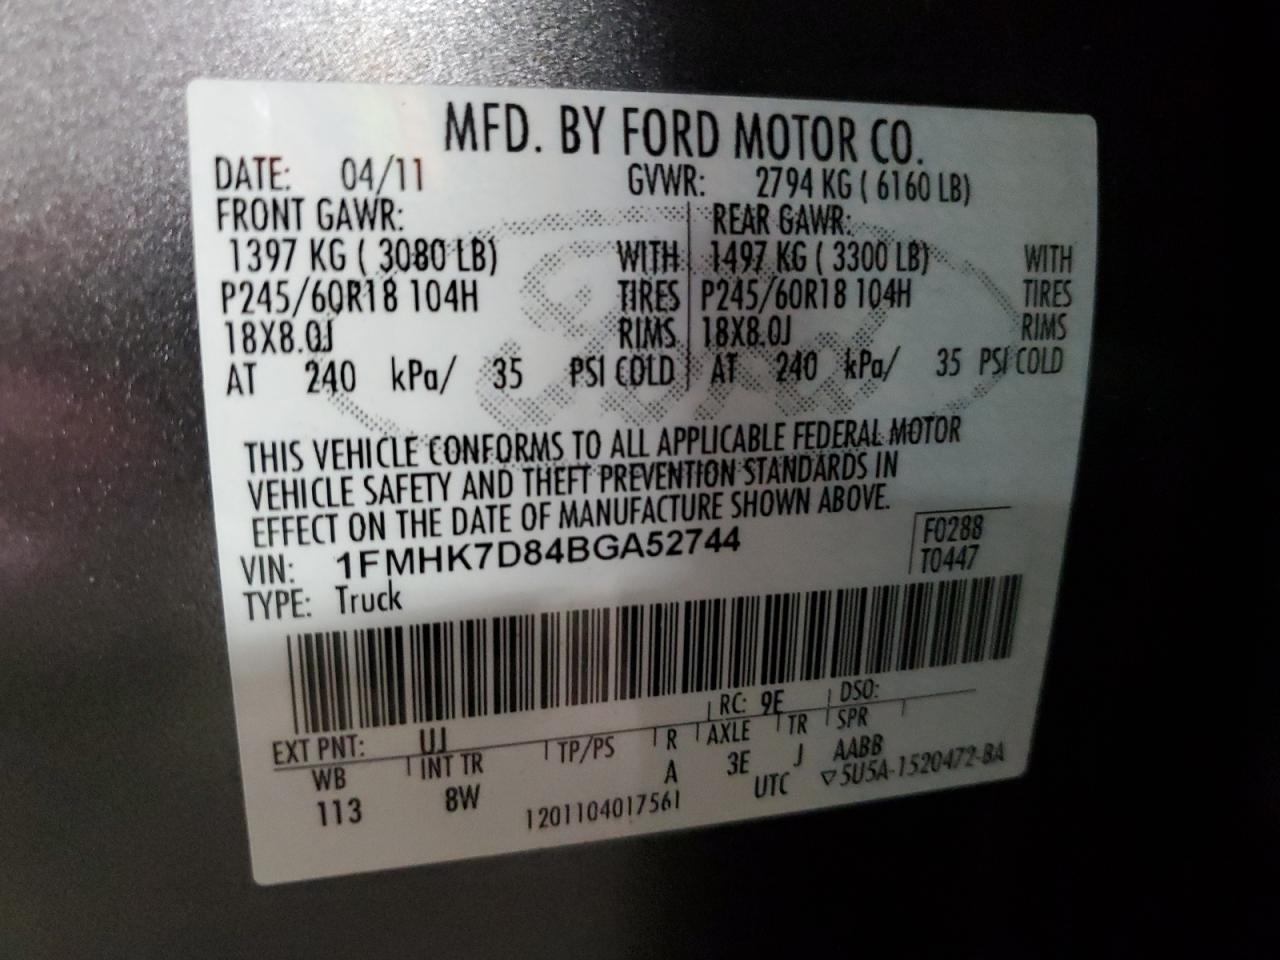 MFD. BY FORD MOTOR CO.
DATE: 04/11 GVWR: 2794 KG ( 6160 LB)
FRONT GAWR: REAR GAWR:
1397 KG ( 3080 LB) WITH 1497 KG ( 3300 LB) WITH
P245/60R18 104H TIRES P245/60R18 104H TIRES
18X8.0J RIMS 18X8.0J RIMS
AT 240 kPa/ 35 PSI COLD AT 240 kPa/ 35 PSI COLD
THIS VEHICLE CONFORMS TO ALL APPLICABLE FEDERAL MOTOR
VEHICLE SAFETY AND THEFT PREVENTION STANDARDS IN
EFFECT ON THE DATE OF MANUFACTURE SHOWN ABOVE.
VIN: 1FMHK7D84BGA52744 F0288
TYPE: Truck T0447
EXT PNT: UJ RC: 9E DSO:
WB INT TR TP/PS R AXLE TR SPR
113 8W A 3E J AABB
1201104017561 UTC ▽5U5A-1520472-BA
Ford